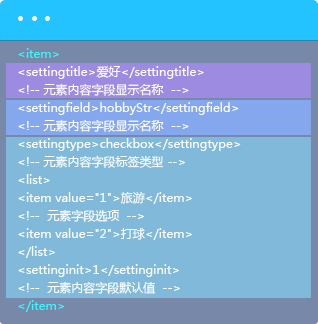 <item>
<settingtitle>爱好</settingtitle>
<!-- 元素内容字段显示名称 -->
<settingfield>hobbyStr</settingfield>
<!-- 元素内容字段显示名称 -->
<settingtype>checkbox</settingtype>
<!-- 元素内容字段标签类型 -->
<list>
<item value="1">旅游</item>
<!-- 元素字段选项 -->
<item value="2">打球</item>
</list>
<settinginit>1</settinginit>
<!-- 元素内容字段默认值 -->
</item>